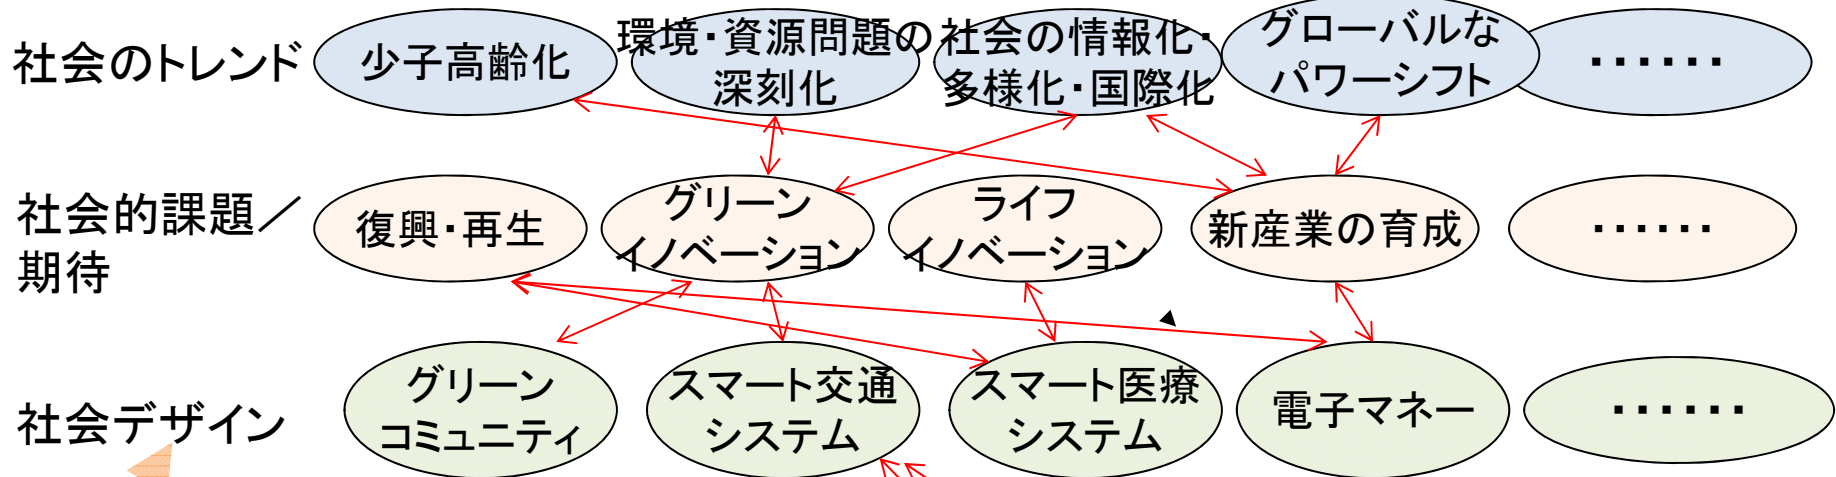 社会のトレンド
少子高齢化
環境・資源問題の
深刻化
社会の情報化・
多様化・国際化
グローバルな
パワーシフト
・・・・・・
社会的課題／
期待
復興・再生
グリーン
イノベーション
ライフ
イノベーション
新産業の育成
・・・・・・
社会デザイン
グリーン
コミュニティ
スマート交通
システム
スマート医療
システム
電子マネー
・・・・・・